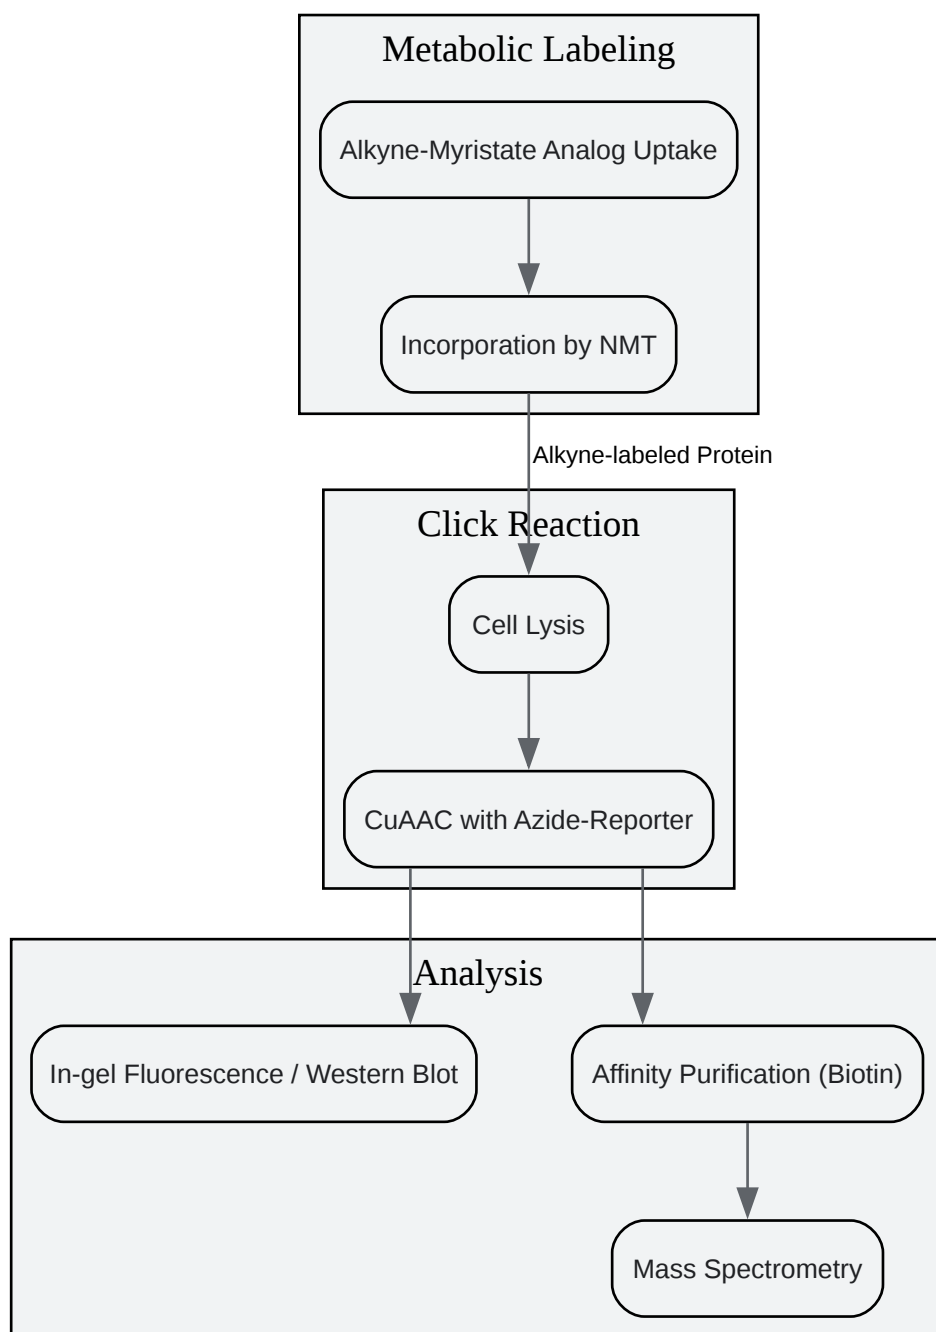 Metabolic Labeling
Alkyne-Myristate Analog Uptake
Incorporation by NMT
Alkyne-labeled Protein
Click Reaction
Cell Lysis
CuAAC with Azide-Reporter
Analysis
In-gel Fluorescence / Western Blot
Affinity Purification (Biotin)
Mass Spectrometry